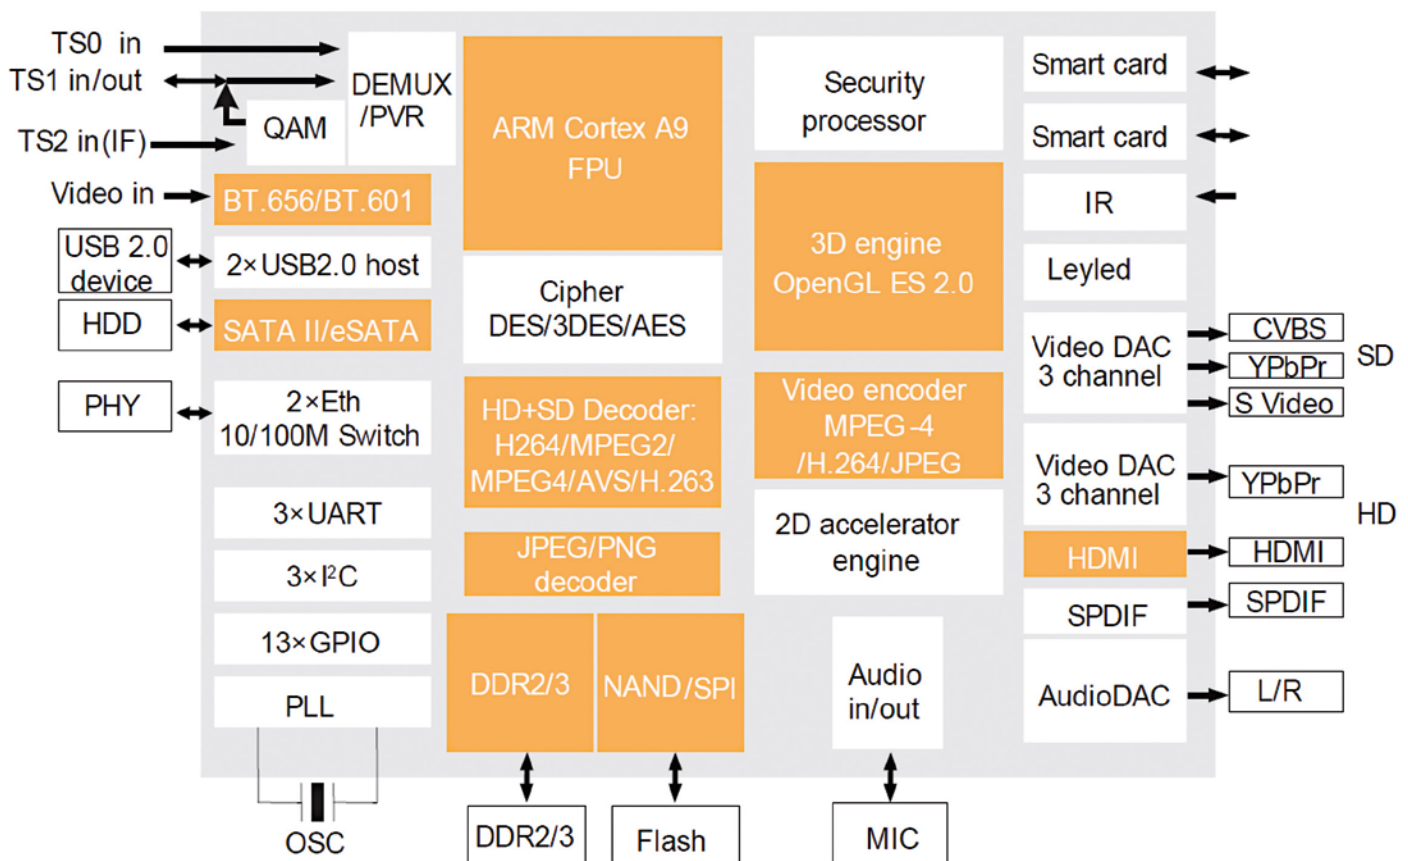 TS0 in
TS1 in/out
TS2 in(IF)
Video in
USB 2.0
device
HDD
PHY
QAM
DEMUX
/PVR
BT.656/BT.601
2×USB2.0 host
SATA II/eSATA
2×Eth
10/100M Switch
3×UART
3×I²C
13×GPIO
PLL
OSC
ARM Cortex A9
FPU
Cipher
DES/3DES/AES
HD+SD Decoder:
H264/MPEG2/
MPEG4/AVS/H.263
JPEG/PNG
decoder
DDR2/3
NAND/SPI
DDR2/3
Flash
Security
processor
3D engine
OpenGL ES 2.0
Video encoder
MPEG-4
/H.264/JPEG
2D accelerator
engine
Audio
in/out
MIC
Smart card
Smart card
IR
Leyled
Video DAC
3 channel
Video DAC
3 channel
HDMI
SPDIF
AudioDAC
CVBS
YPbPr
S Video
SD
YPbPr
HDMI
HD
SPDIF
L/R